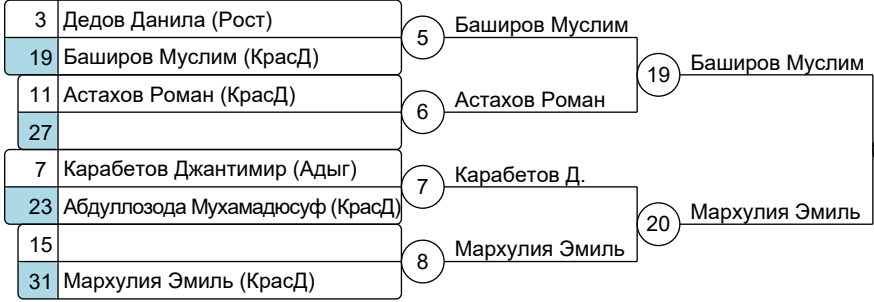 3 Дедов Данила (Рост)
19 Баширов Муслим (КрасД)
5 Баширов Муслим
11 Астахов Роман (КрасД)
27
6 Астахов Роман
19 Баширов Муслим
7 Карабетов Джантимир (Адыг)
23 Абдуллозода Мухамадюсуф (КрасД)
7 Карабетов Д.
15
31 Мархулия Эмиль (КрасД)
8 Мархулия Эмиль
20 Мархулия Эмиль